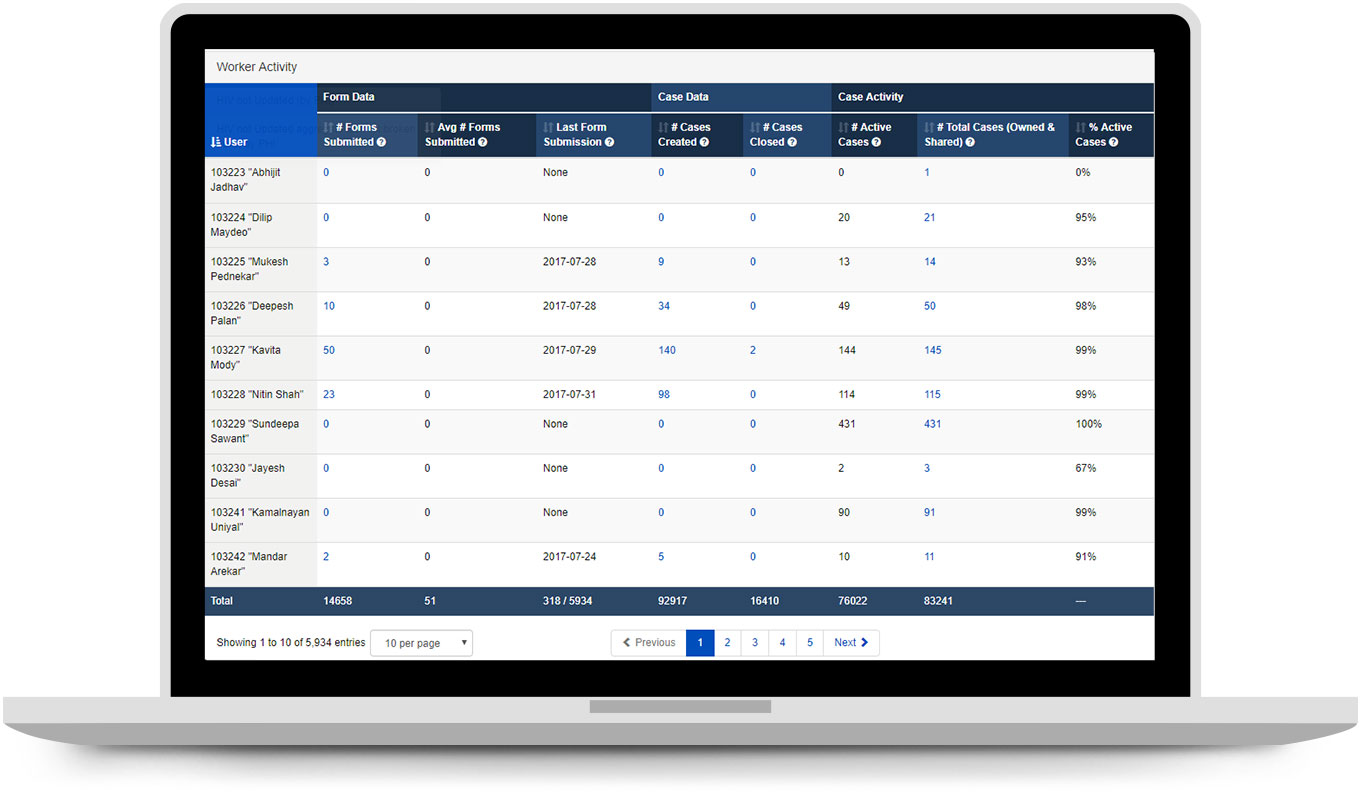 Worker Activity
Form Data Case Data Case Activity
# Forms Submitted Avg # Forms Submitted Last Form Submission # Cases Created # Cases Closed # Active Cases # Total Cases (Owned & Shared) % Active Cases
User
103223 "Abhijit Jadhav" 0 0 None 0 0 0 1 0%
103224 "Dilip Maydeo" 0 0 None 0 0 20 21 95%
103225 "Mukesh Pednekar" 3 0 2017-07-28 9 0 13 14 93%
103226 "Deepesh Palan" 10 0 2017-07-28 34 0 49 50 98%
103227 "Kavita Mody" 50 0 2017-07-29 140 2 144 145 99%
103228 "Nitin Shah" 23 0 2017-07-31 98 0 114 115 99%
103229 "Sundeepa Sawant" 0 0 None 0 0 431 431 100%
103230 "Jayesh Desai" 0 0 None 0 0 2 3 67%
103241 "Kamalnayan Uniyal" 0 0 None 0 0 90 91 99%
103242 "Mandar Arekar" 2 0 2017-07-24 5 0 10 11 91%
Total 14658 51 318 / 5934 92917 16410 76022 83241 ---
Showing 1 to 10 of 5,934 entries 10 per page Previous 1 2 3 4 5 Next